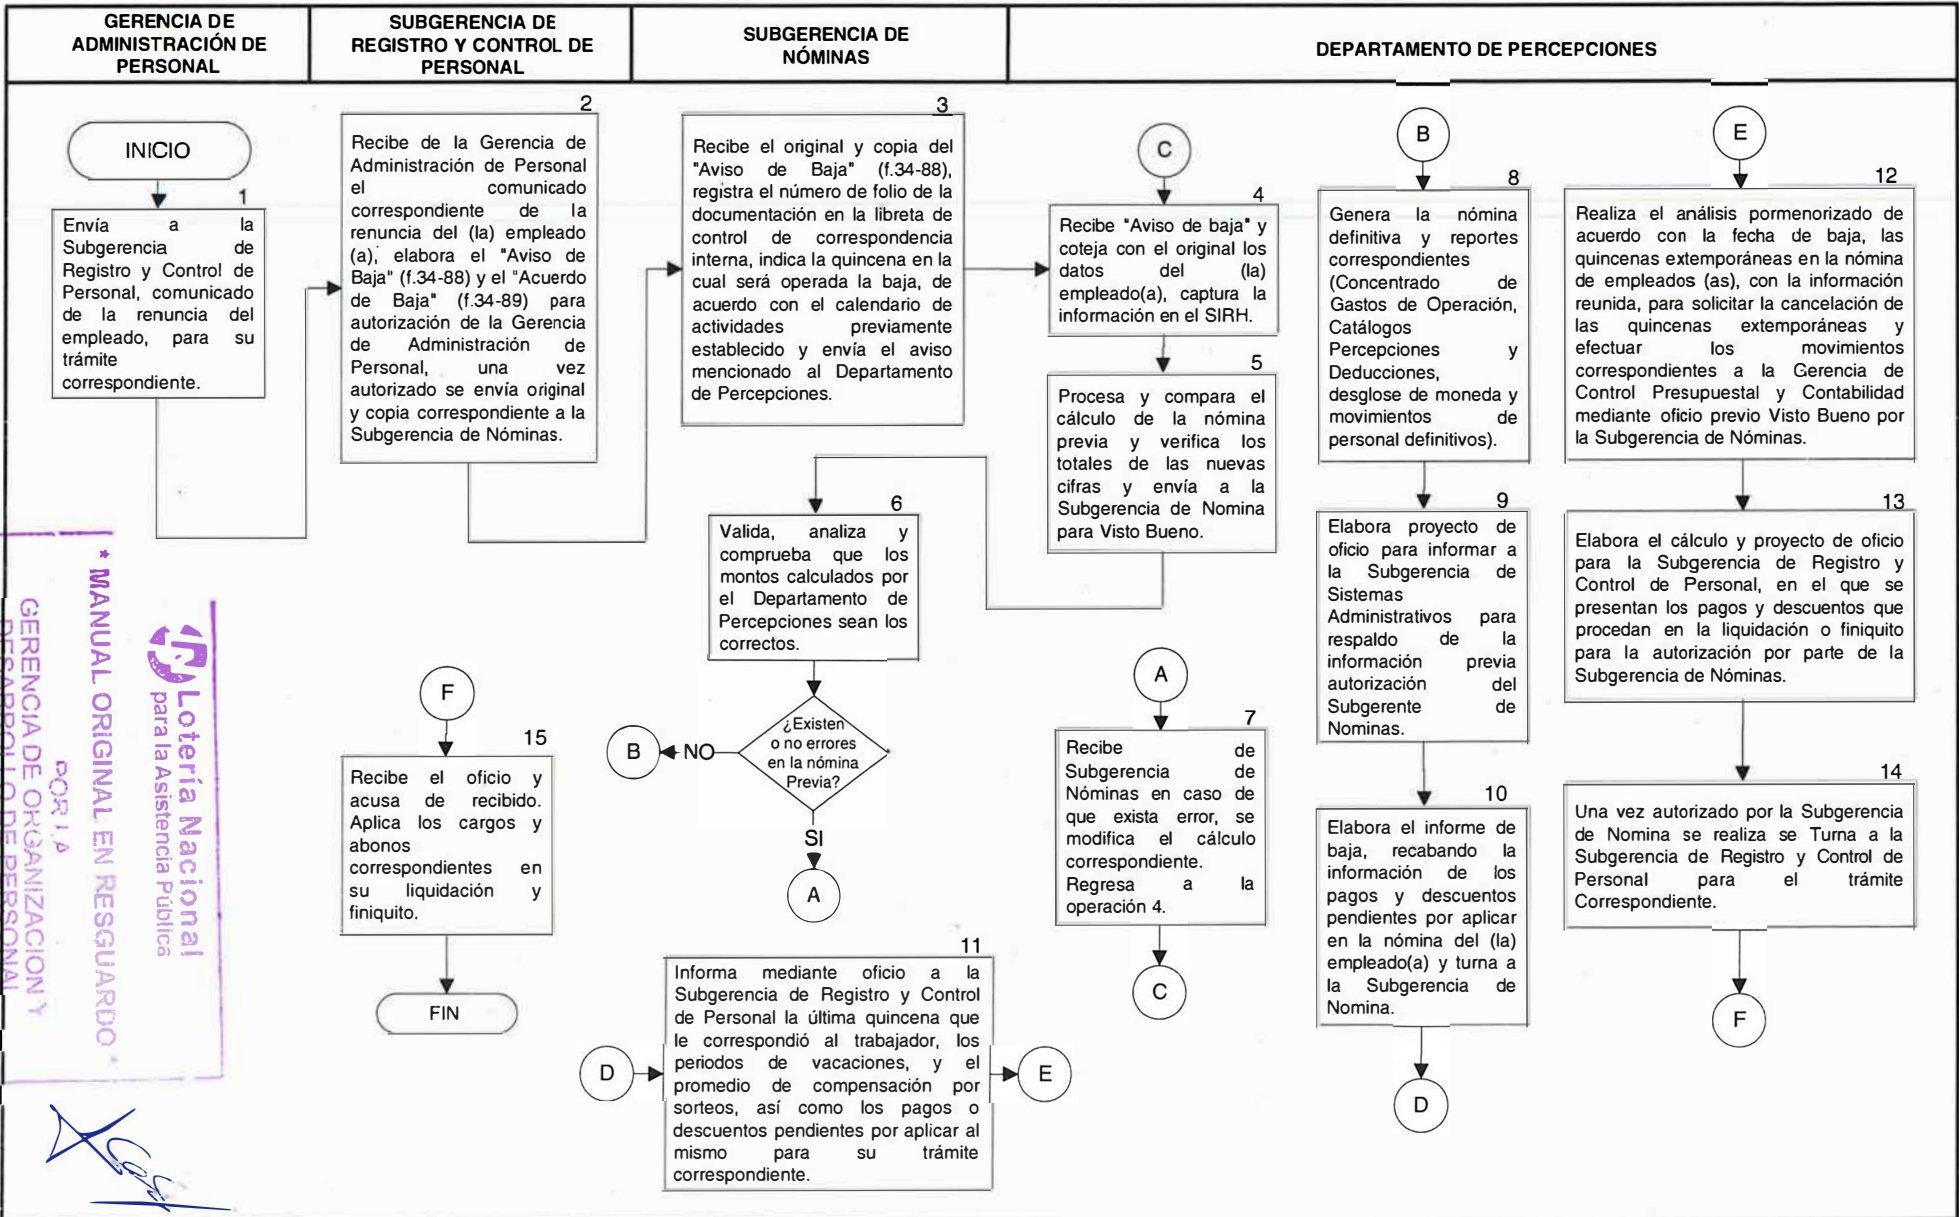 GERENCIA DE
ADMINISTRACIÓN DE
PERSONAL
SUBGERENCIA DE
REGISTRO Y CONTROL DE
PERSONAL
SUBGERENCIA DE
NÓMINAS
DEPARTAMENTO DE PERCEPCIONES
INICIO
1
Envía a la
Subgerencia de
Registro y Control de
Personal, comunicado
de la renuncia del
empleado, para su
trámite
correspondiente.
2
Recibe de la Gerencia de
Administración de Personal
el comunicado
correspondiente de la
renuncia del (la) empleado
(a), elabora el "Aviso de
Baja" (f.34-88) y el "Acuerdo
de Baja" (f.34-89) para
autorización de la Gerencia
de Administración de
Personal, una vez
autorizado se envía original
y copia correspondiente a la
Subgerencia de Nóminas.
3
Recibe el original y copia del
"Aviso de Baja" (f.34-88),
registra el número de folio de la
documentación en la libreta de
control de correspondencia
interna, indica la quincena en la
cual será operada la baja, de
acuerdo con el calendario de
actividades previamente
establecido y envía el aviso
mencionado al Departamento
de Percepciones.
C
4
Recibe "Aviso de baja" y
coteja con el original los
datos del (la)
empleado(a), captura la
información en el SIRH.
5
Procesa y compara el
cálculo de la nómina
previa y verifica los
totales de las nuevas
cifras y envía a la
Subgerencia de Nomina
para Visto Bueno.
6
Valida, analiza y
comprueba que los
montos calculados por
el Departamento de
Percepciones sean los
correctos.
¿Existen
o no errores
en la nómina
Previa?
NO
B
SI
A
A
7
Recibe de
Subgerencia de
Nóminas en caso de
que exista error, se
modifica el cálculo
correspondiente.
Regresa a la
operación 4.
C
B
8
Genera la nómina
definitiva y reportes
correspondientes
(Concentrado de
Gastos de Operación,
Catálogos
Percepciones y
Deducciones,
desglose de moneda y
movimientos de
personal definitivos).
9
Elabora proyecto de
oficio para informar a
la Subgerencia de
Sistemas
Administrativos para
respaldo de la
información previa
autorización del
Subgerente de
Nominas.
10
Elabora el informe de
baja, recabando la
información de los
pagos y descuentos
pendientes por aplicar
en la nómina del (la)
empleado(a) y turna a
la Subgerencia de
Nomina.
D
D
11
Informa mediante oficio a la
Subgerencia de Registro y Control
de Personal la última quincena que
le correspondió al trabajador, los
periodos de vacaciones, y el
promedio de compensación por
sorteos, así como los pagos o
descuentos pendientes por aplicar al
mismo para su trámite
correspondiente.
E
E
12
Realiza el análisis pormenorizado de
acuerdo con la fecha de baja, las
quincenas extemporáneas en la nómina
de empleados (as), con la información
reunida, para solicitar la cancelación de
las quincenas extemporáneas y
efectuar los movimientos
correspondientes a la Gerencia de
Control Presupuestal y Contabilidad
mediante oficio previo Visto Bueno por
la Subgerencia de Nóminas.
13
Elabora el cálculo y proyecto de oficio
para la Subgerencia de Registro y
Control de Personal, en el que se
presentan los pagos y descuentos que
procedan en la liquidación o finiquito
para la autorización por parte de la
Subgerencia de Nóminas.
14
Una vez autorizado por la Subgerencia
de Nomina se realiza se Turna a la
Subgerencia de Registro y Control de
Personal para el trámite
Correspondiente.
F
F
15
Recibe el oficio y
acusa de recibido.
Aplica los cargos y
abonos
correspondientes en
su liquidación y
finiquito.
FIN
Lotería Nacional
para la Asistencia Pública
* MANUAL ORIGINAL EN RESGUARDO *
POR LA
GERENCIA DE ORGANIZACION Y
DESARROLLO DE PERSONAL